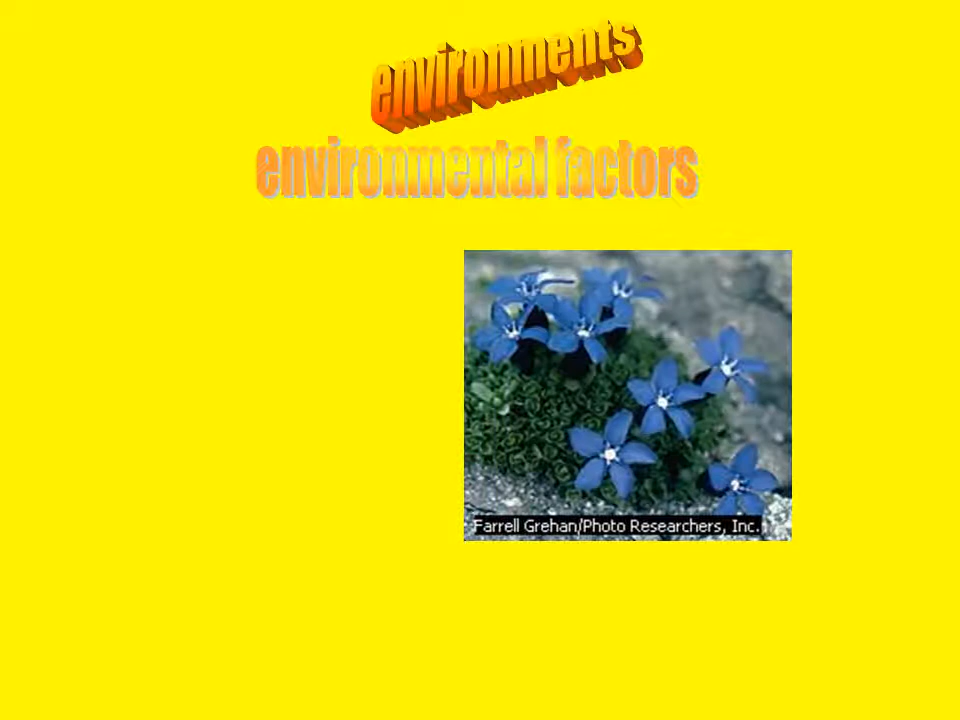 environments
environmental factors
Farrell Grehan/Photo Researchers, Inc.